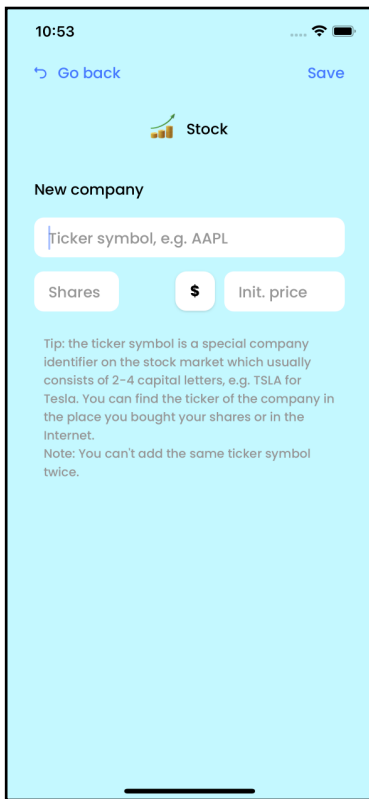 10:53
Go back Save
Stock
New company
Ticker symbol, e.g. AAPL
Shares $ Init. price
Tip: the ticker symbol is a special company
identifier on the stock market which usually
consists of 2-4 capital letters, e.g. TSLA for
Tesla. You can find the ticker of the company in
the place you bought your shares or in the
Internet.
Note: You can't add the same ticker symbol
twice.